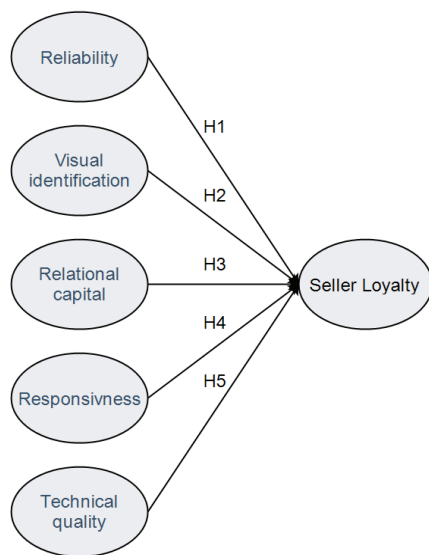 Reliability
H1
Visual
identification
H2
Relational
capital
H3
Seller Loyalty
Responsivness
H4
H5
Technical
quality